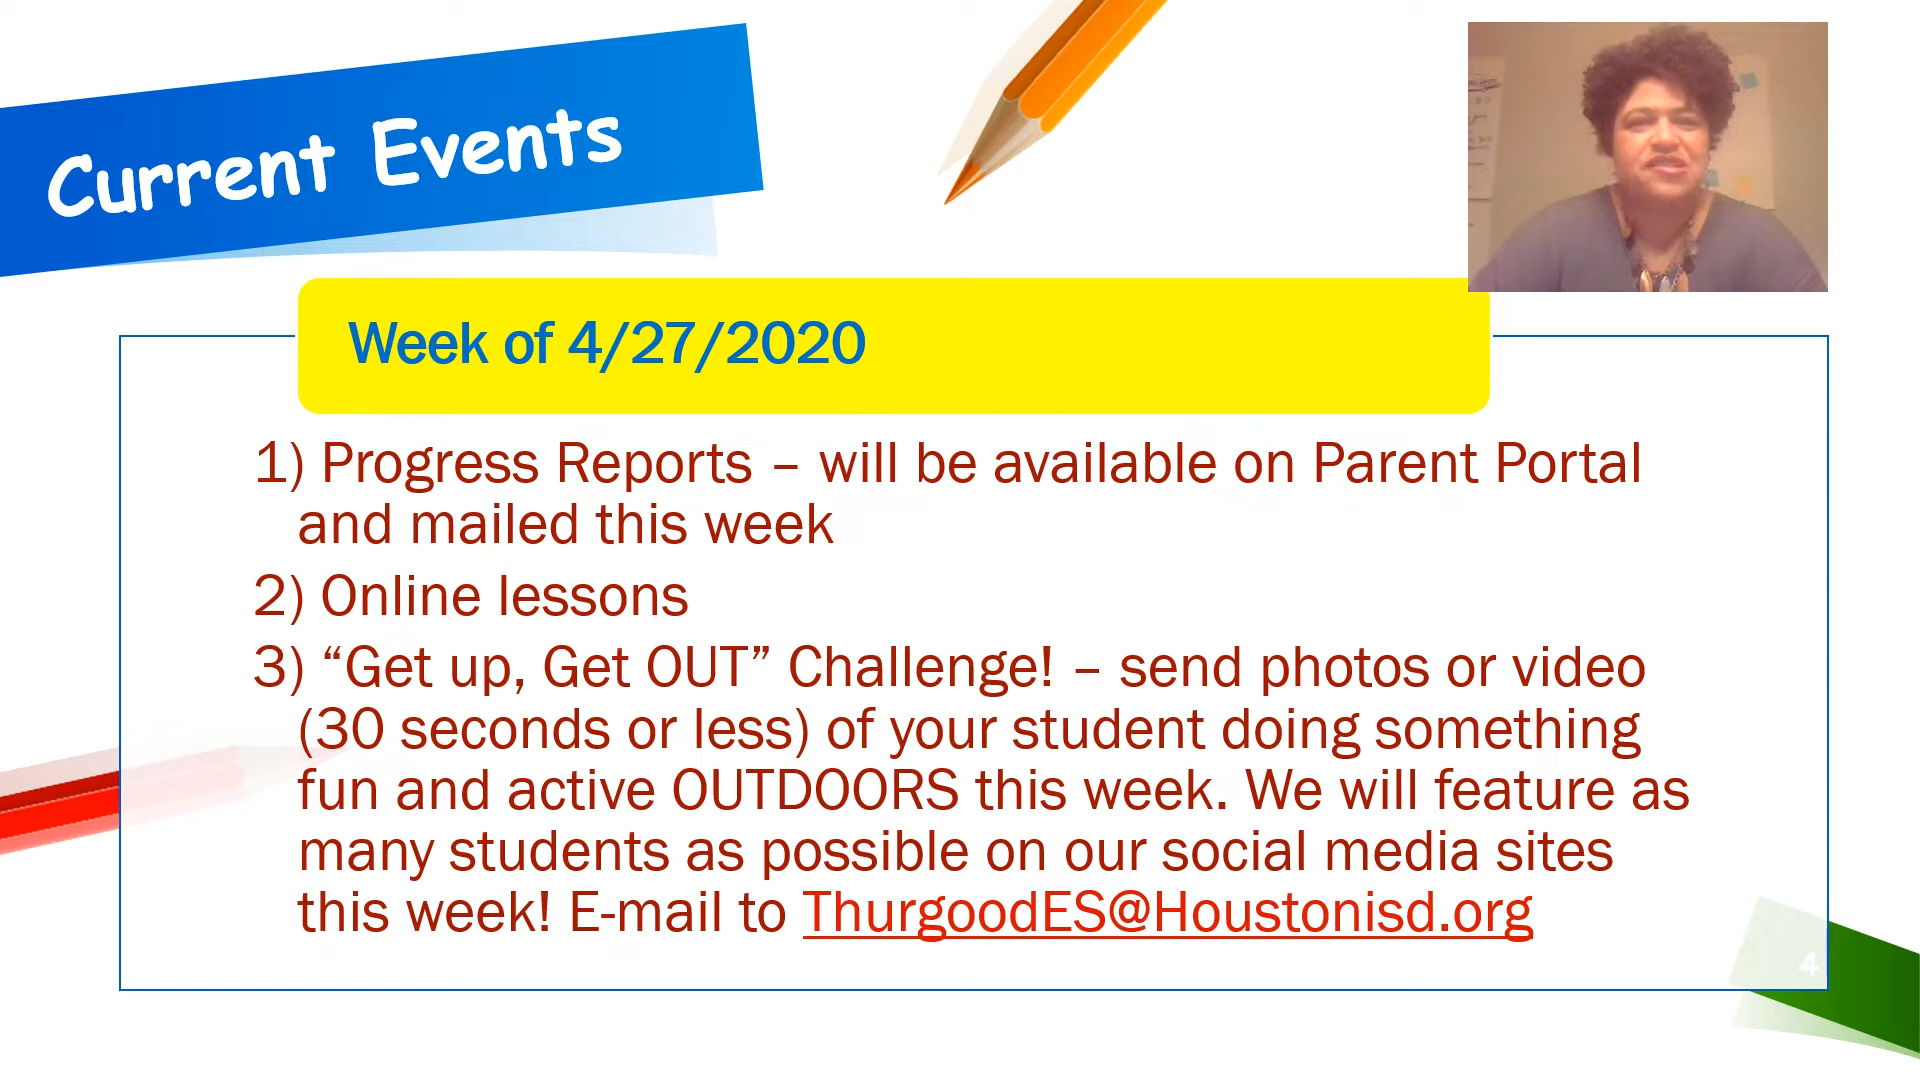 Current Events
Week of 4/27/2020
1) Progress Reports – will be available on Parent Portal
and mailed this week
2) Online lessons
3) “Get up, Get OUT” Challenge! – send photos or video
(30 seconds or less) of your student doing something
fun and active OUTDOORS this week. We will feature as
many students as possible on our social media sites
this week! E-mail to ThurgoodES@Houstonisd.org
4